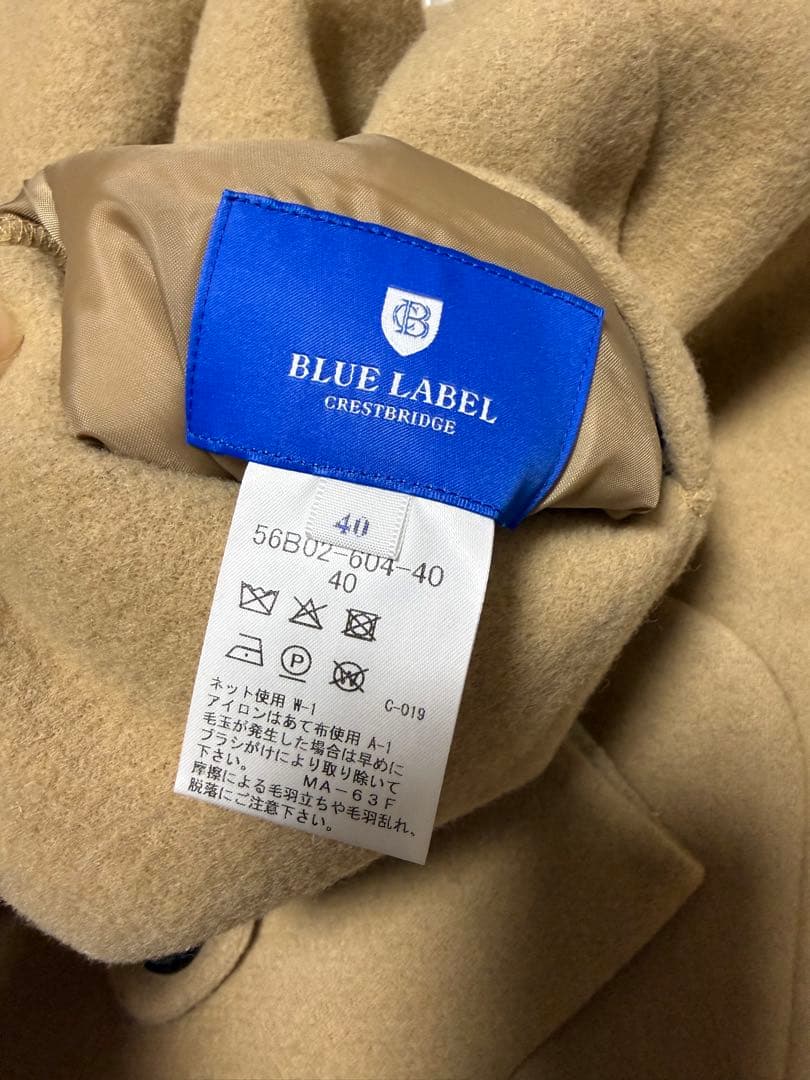 CB
BLUE LABEL
CRESTBRIDGE
40
56B02-604-40
40
P
W
ネット使用 W-1 C-019
アイロンはあて布使用 A-1
毛玉が発生した場合は早めに
ブラシがけにより取り除いて
下さい。 MA-63F
摩擦による毛羽立ちや毛羽乱れ、
脱落にご注意下さい。